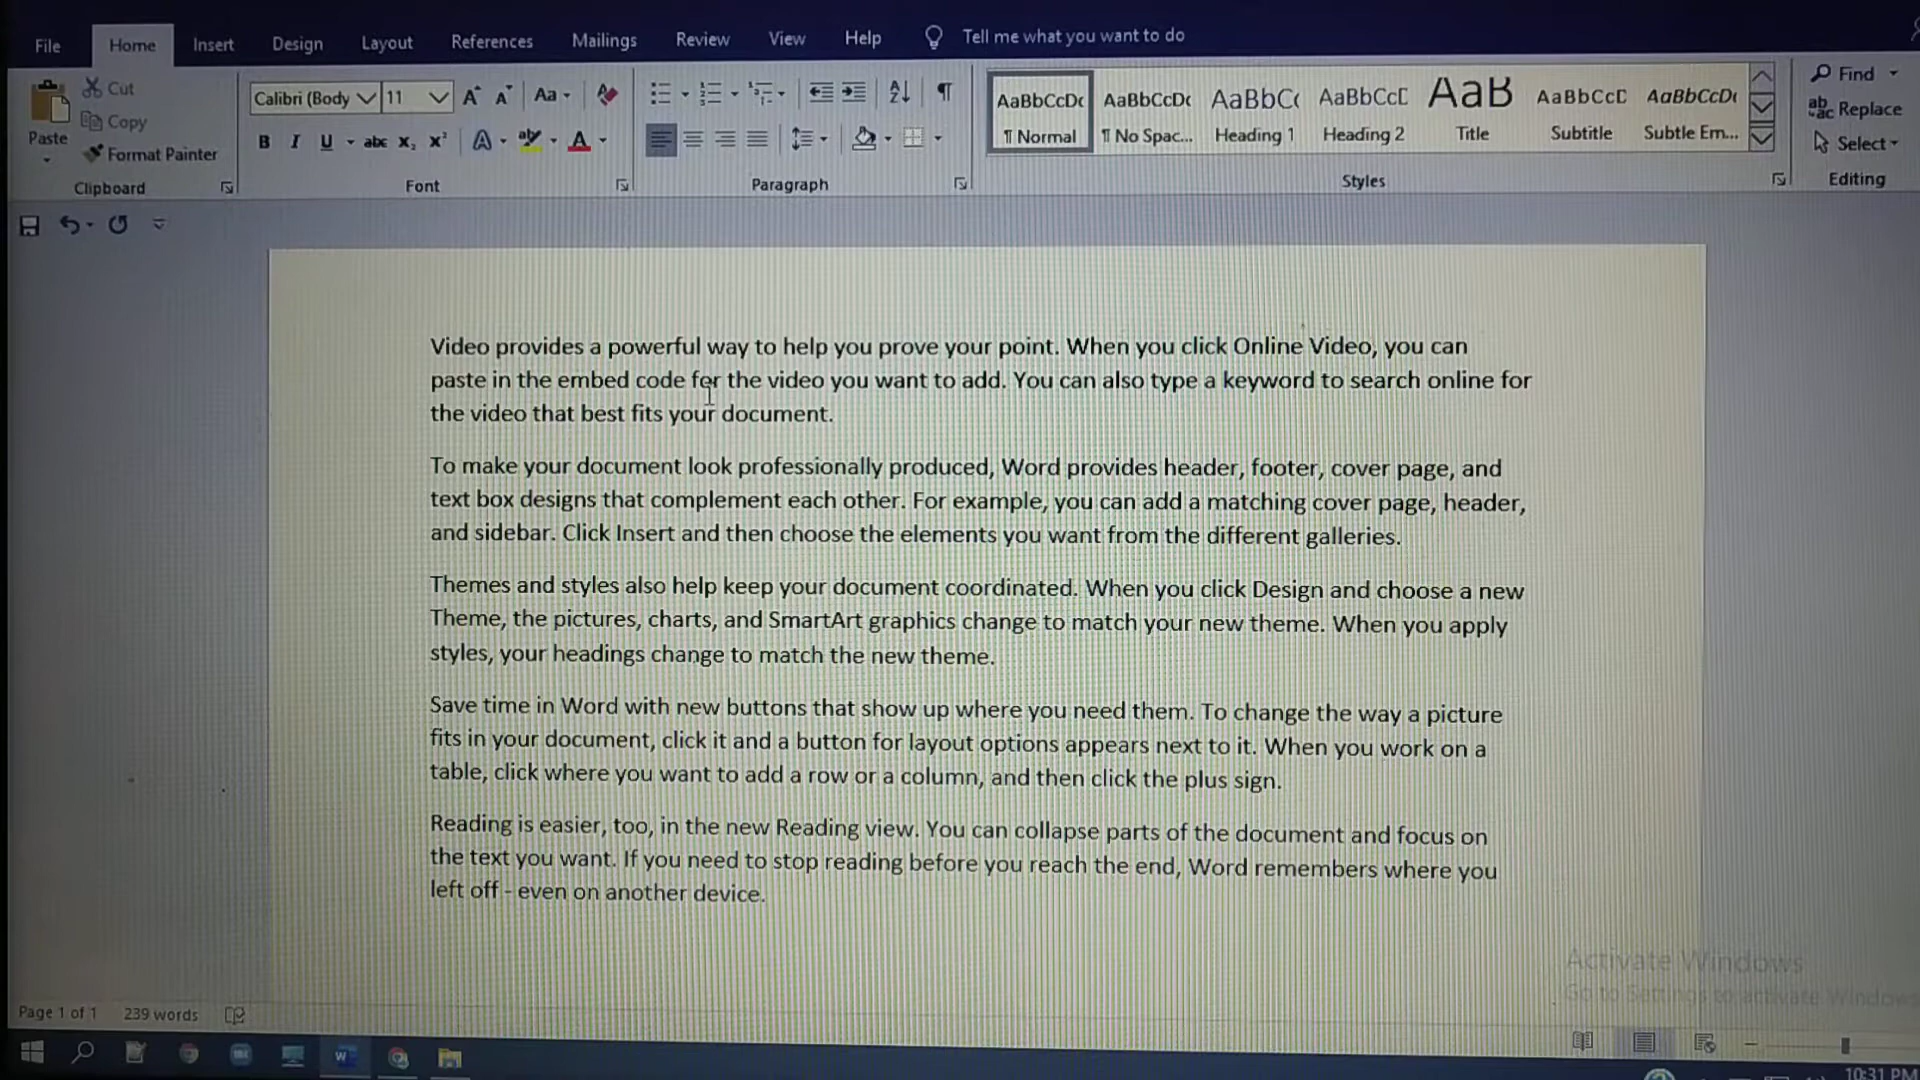 File Home Insert Design Layout References Mailings Review View Help Tell me what you want to do
Paste
Cut
Copy
Format Painter
Clipboard
Calibri (Body 11 A A Aa A
B I U abc X₂ X² A ab A
Font
A Z ¶
Paragraph
AaBbCcDc AaBbCcDc AaBbC( AaBbCcC AaB AaBbCcD AaBbCcDc
¶ Normal ¶ No Spac... Heading 1 Heading 2 Title Subtitle Subtle Em...
Styles
Find
ab ac Replace
Select
Editing
Video provides a powerful way to help you prove your point. When you click Online Video, you can
paste in the embed code for the video you want to add. You can also type a keyword to search online for
the video that best fits your document.
To make your document look professionally produced, Word provides header, footer, cover page, and
text box designs that complement each other. For example, you can add a matching cover page, header,
and sidebar. Click Insert and then choose the elements you want from the different galleries.
Themes and styles also help keep your document coordinated. When you click Design and choose a new
Theme, the pictures, charts, and SmartArt graphics change to match your new theme. When you apply
styles, your headings change to match the new theme.
Save time in Word with new buttons that show up where you need them. To change the way a picture
fits in your document, click it and a button for layout options appears next to it. When you work on a
table, click where you want to add a row or a column, and then click the plus sign.
Reading is easier, too, in the new Reading view. You can collapse parts of the document and focus on
the text you want. If you need to stop reading before you reach the end, Word remembers where you
left off - even on another device.
Activate Windows
Go to Settings to activate Windows
Page 1 of 1 239 words
W
10:31 PM